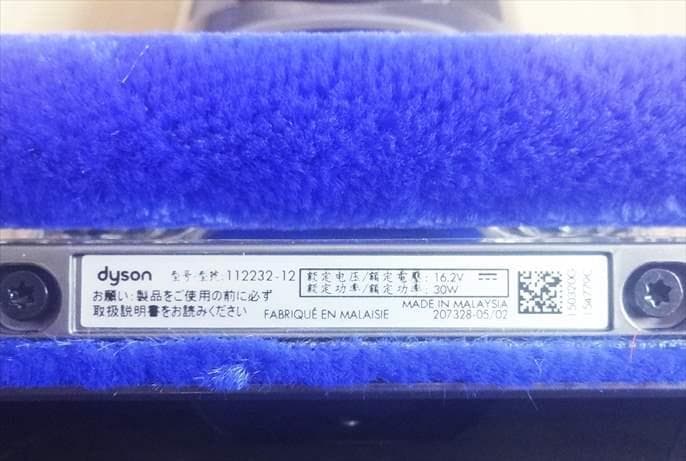 dyson 型号 型號: 112232-12
额定电压/額定電壓: 16.2V
额定功率/額定功率: 30W
お願い:製品をご使用の前に必ず
取扱説明書をお読みください
FABRIQUÉ EN MALAISIE
MADE IN MALAYSIA
207328-05/02